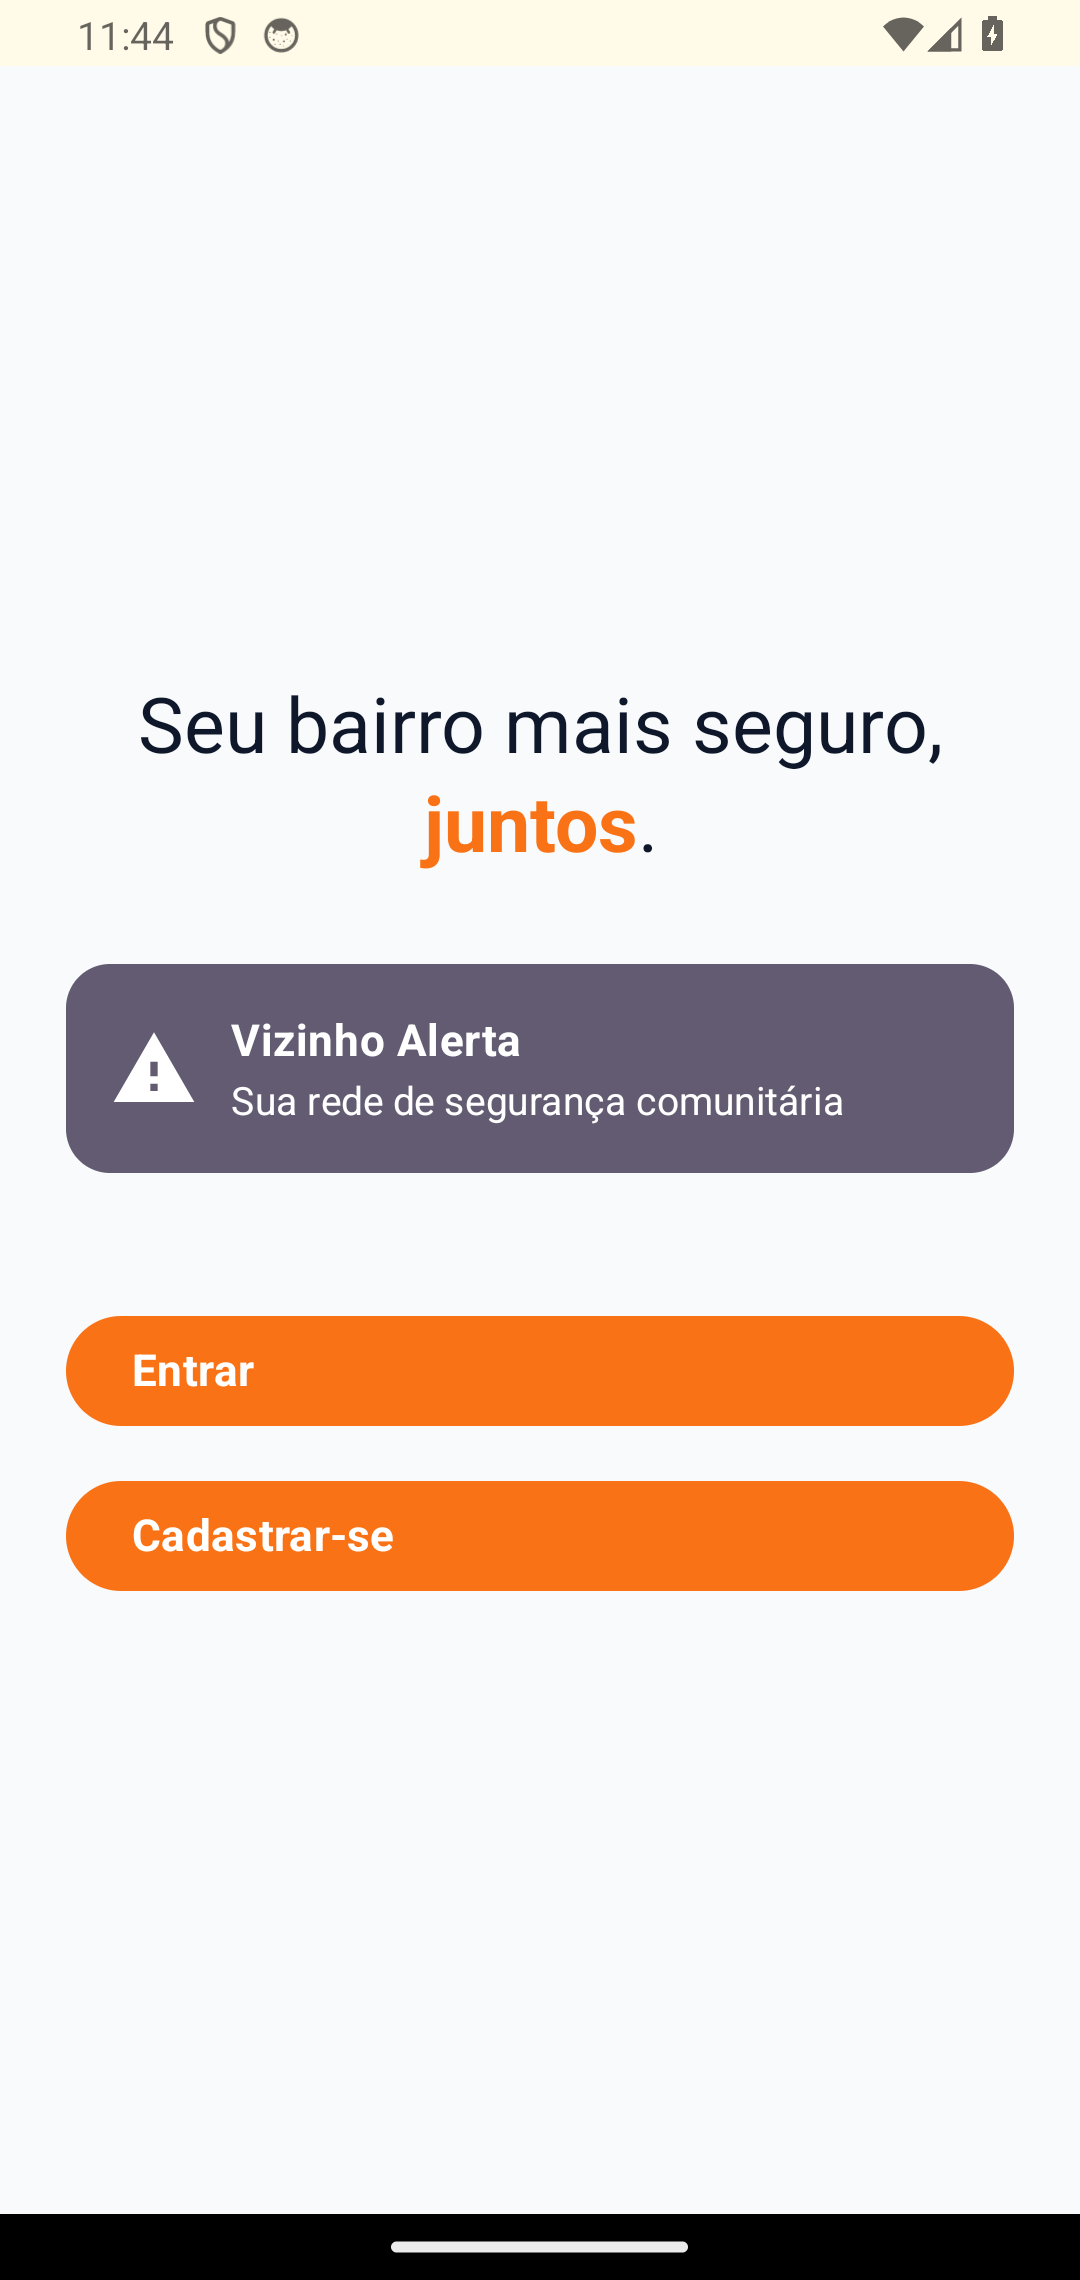 11:44
Seu bairro mais seguro,
juntos.
Vizinho Alerta
Sua rede de segurança comunitária
Entrar
Cadastrar-se